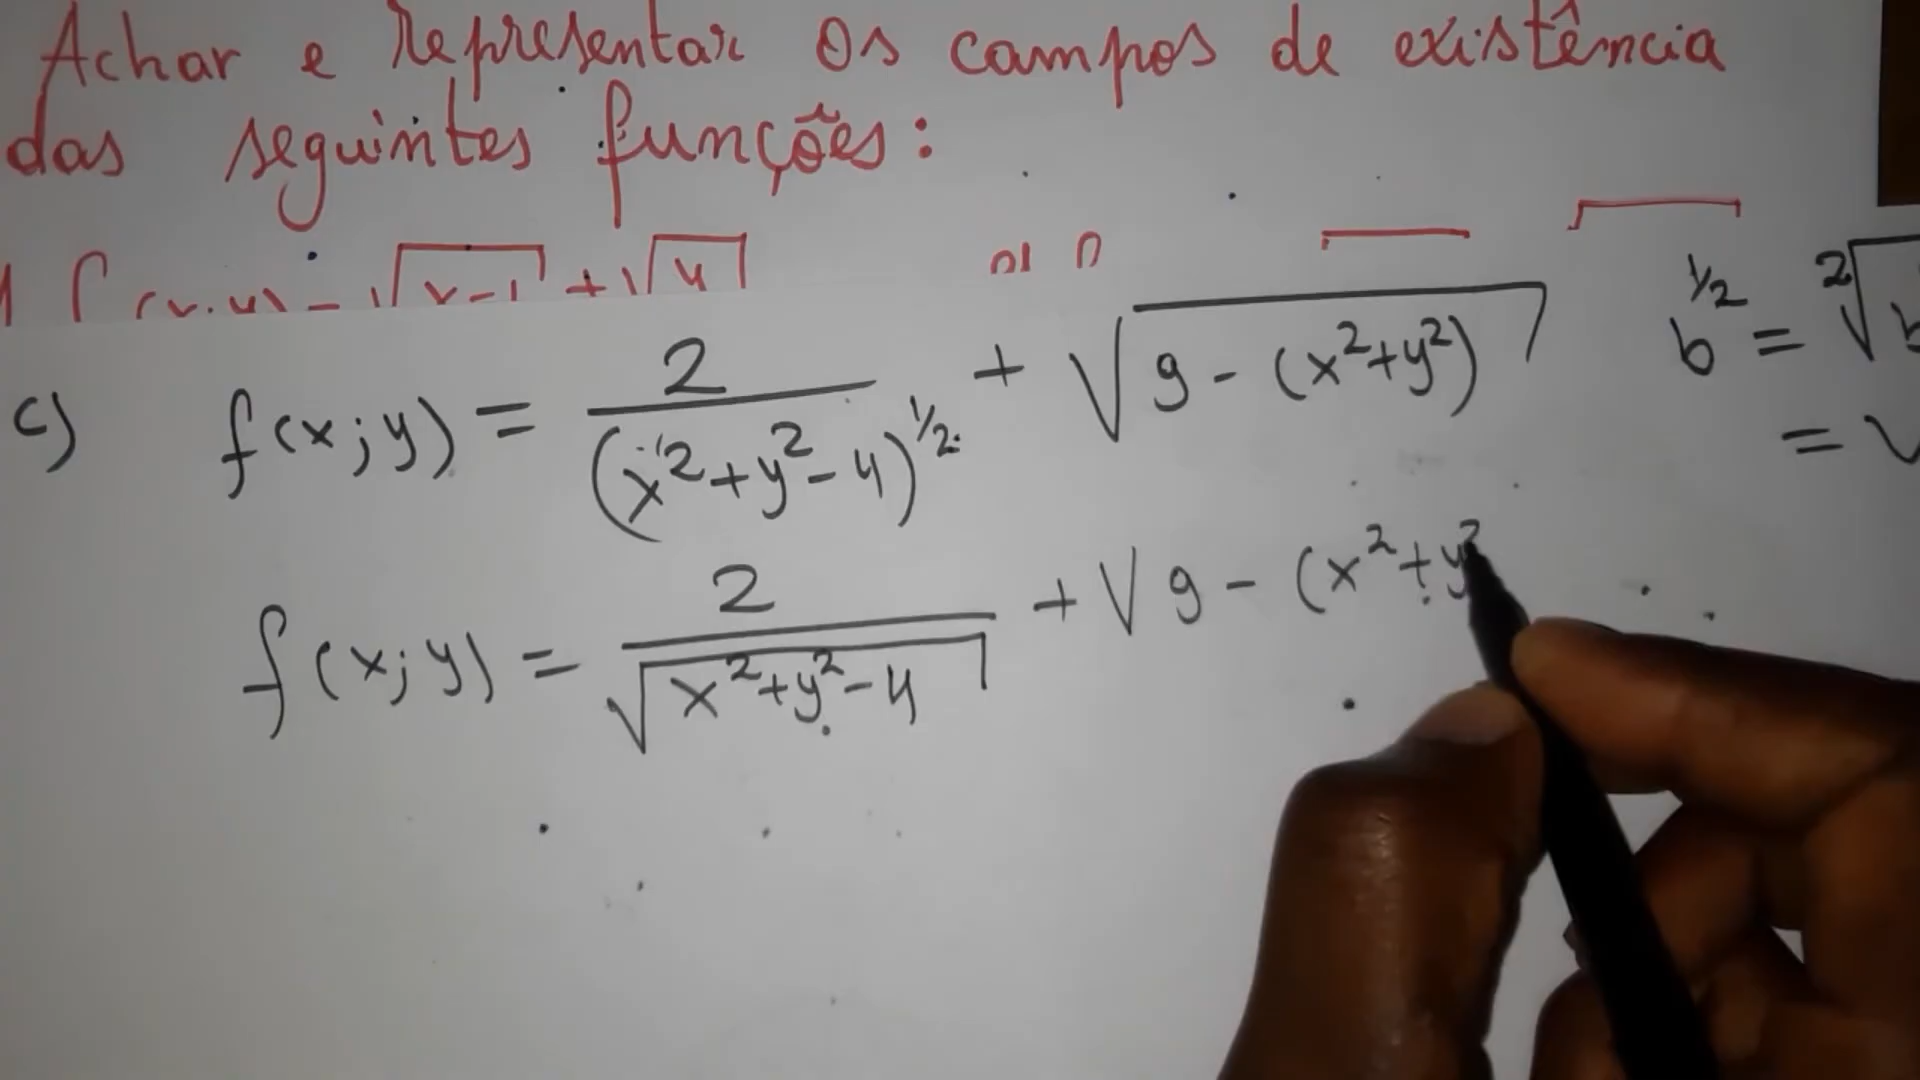 Achar e representar os campos de existência
das seguintes funções:
f(x,y) = √x-1 + √y
c) f(x;y) = 2/(x²+y²-4)^1/2 + √9-(x²+y²)
b^1/2 = ²√b
= √
f(x;y) = 2/√x²+y²-4 + √9-(x²+y²